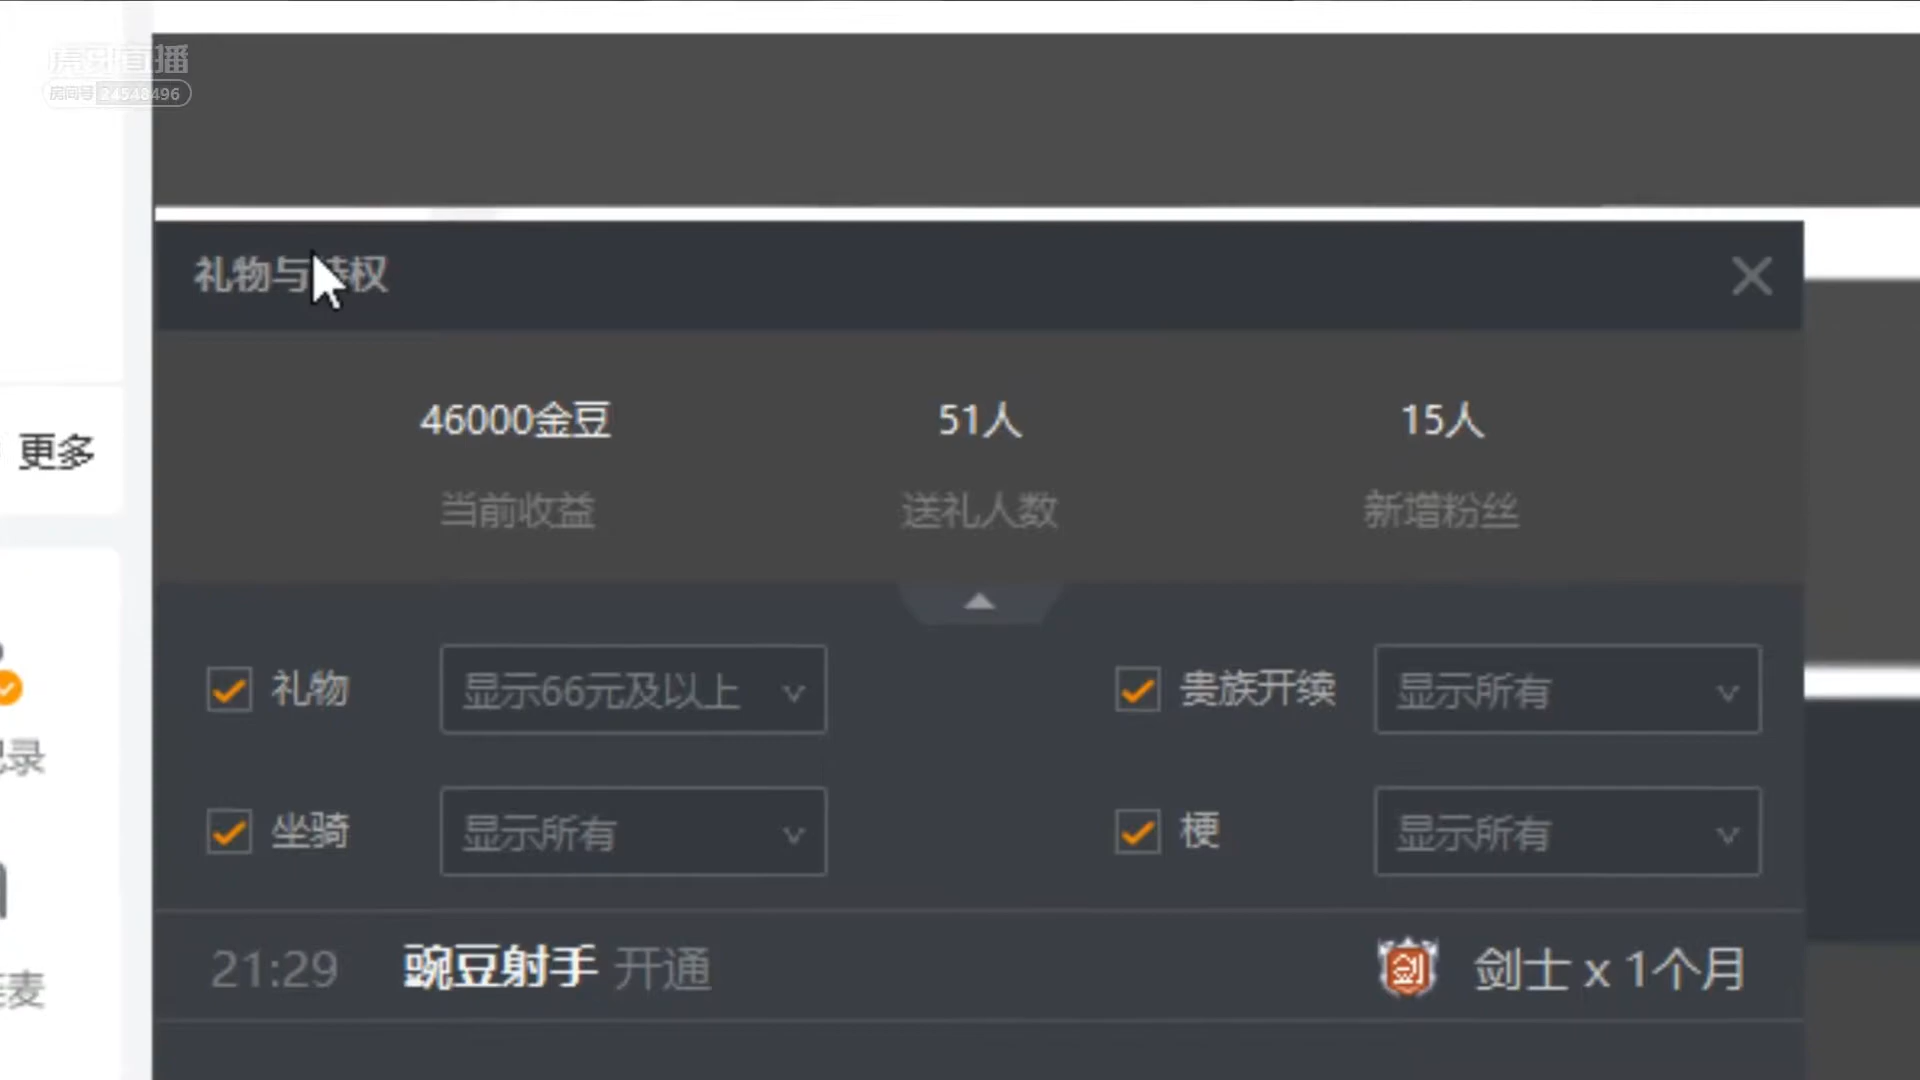 虎牙直播
房间号 24548496
礼物与特权
46000金豆
51人
15人
当前收益
送礼人数
新增粉丝
更多
礼物
显示66元及以上
贵族开续
显示所有
录
坐骑
显示所有
梗
显示所有
21:29
豌豆射手 开通
剑
剑士 x 1个月
麦